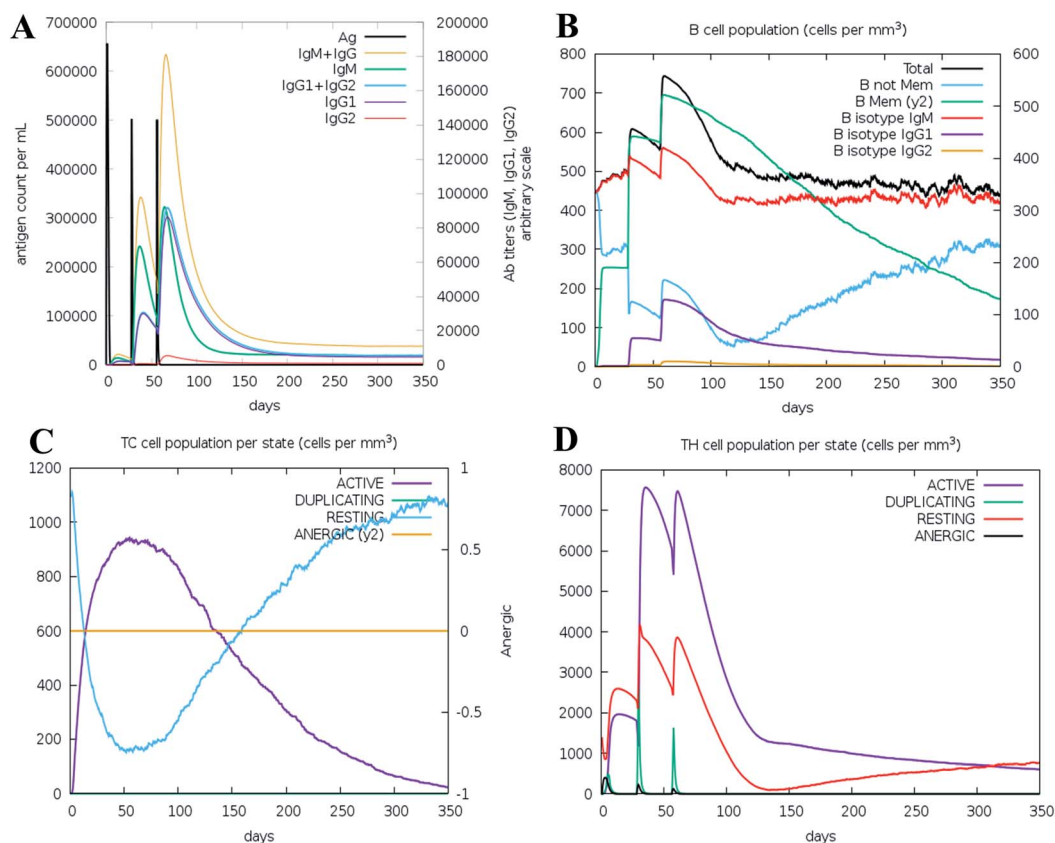 A
antigen count per mL
700000
600000
500000
400000
300000
200000
100000
0
Ag
IgM+IgG
IgM
IgG1+IgG2
IgG1
IgG2
200000
180000
160000
140000
120000
100000
80000
60000
40000
20000
0
Ab titers (IgM, IgG1, IgG2)
arbitrary scale
0 50 100 150 200 250 300 350
days
B
B cell population (cells per mm³)
800
700
600
500
400
300
200
100
0
Total
B not Mem
B Mem (y2)
B isotype IgM
B isotype IgG1
B isotype IgG2
600
500
400
300
200
100
0
0 50 100 150 200 250 300 350
days
C
TC cell population per state (cells per mm³)
1200
1000
800
600
400
200
0
ACTIVE
DUPLICATING
RESTING
ANERGIC (y2)
1
0.5
0
-0.5
-1
Anergic
0 50 100 150 200 250 300 350
days
D
TH cell population per state (cells per mm³)
8000
7000
6000
5000
4000
3000
2000
1000
0
ACTIVE
DUPLICATING
RESTING
ANERGIC
0 50 100 150 200 250 300 350
days